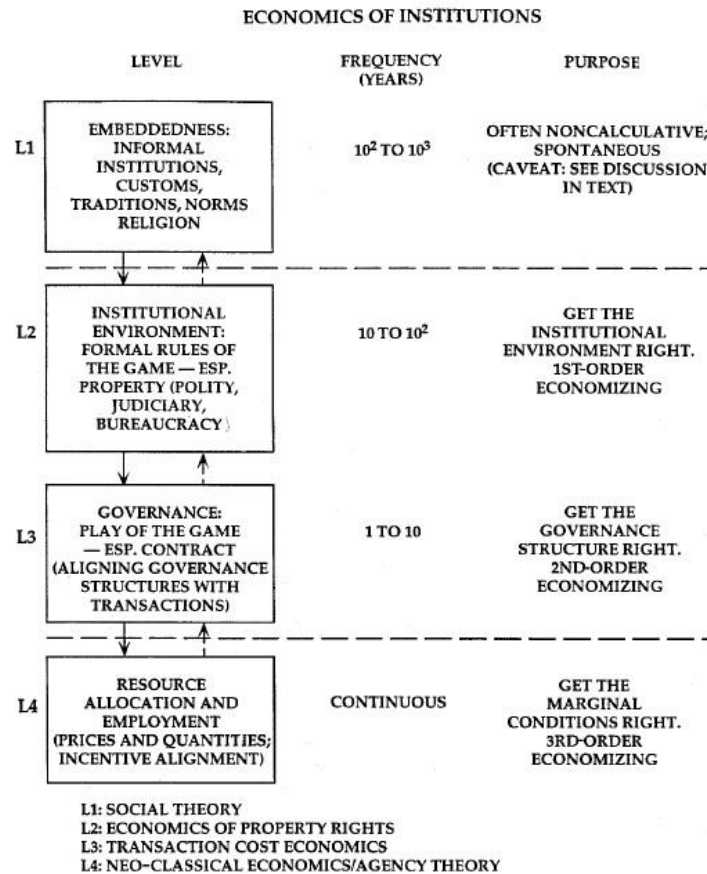 ECONOMICS OF INSTITUTIONS
LEVEL
FREQUENCY
(YEARS)
PURPOSE
L1
EMBEDDEDNESS:
INFORMAL
INSTITUTIONS,
CUSTOMS,
TRADITIONS, NORMS
RELIGION
10² TO 10³
OFTEN NONCALCULATIVE;
SPONTANEOUS
(CAVEAT: SEE DISCUSSION
IN TEXT)
L2
INSTITUTIONAL
ENVIRONMENT:
FORMAL RULES OF
THE GAME — ESP.
PROPERTY (POLITY,
JUDICIARY,
BUREAUCRACY)
10 TO 10²
GET THE
INSTITUTIONAL
ENVIRONMENT RIGHT.
1ST-ORDER
ECONOMIZING
L3
GOVERNANCE:
PLAY OF THE GAME
— ESP. CONTRACT
(ALIGNING GOVERNANCE
STRUCTURES WITH
TRANSACTIONS)
1 TO 10
GET THE
GOVERNANCE
STRUCTURE RIGHT.
2ND-ORDER
ECONOMIZING
L4
RESOURCE
ALLOCATION AND
EMPLOYMENT
(PRICES AND QUANTITIES;
INCENTIVE ALIGNMENT)
CONTINUOUS
GET THE
MARGINAL
CONDITIONS RIGHT.
3RD-ORDER
ECONOMIZING
L1: SOCIAL THEORY
L2: ECONOMICS OF PROPERTY RIGHTS
L3: TRANSACTION COST ECONOMICS
L4: NEO-CLASSICAL ECONOMICS/AGENCY THEORY